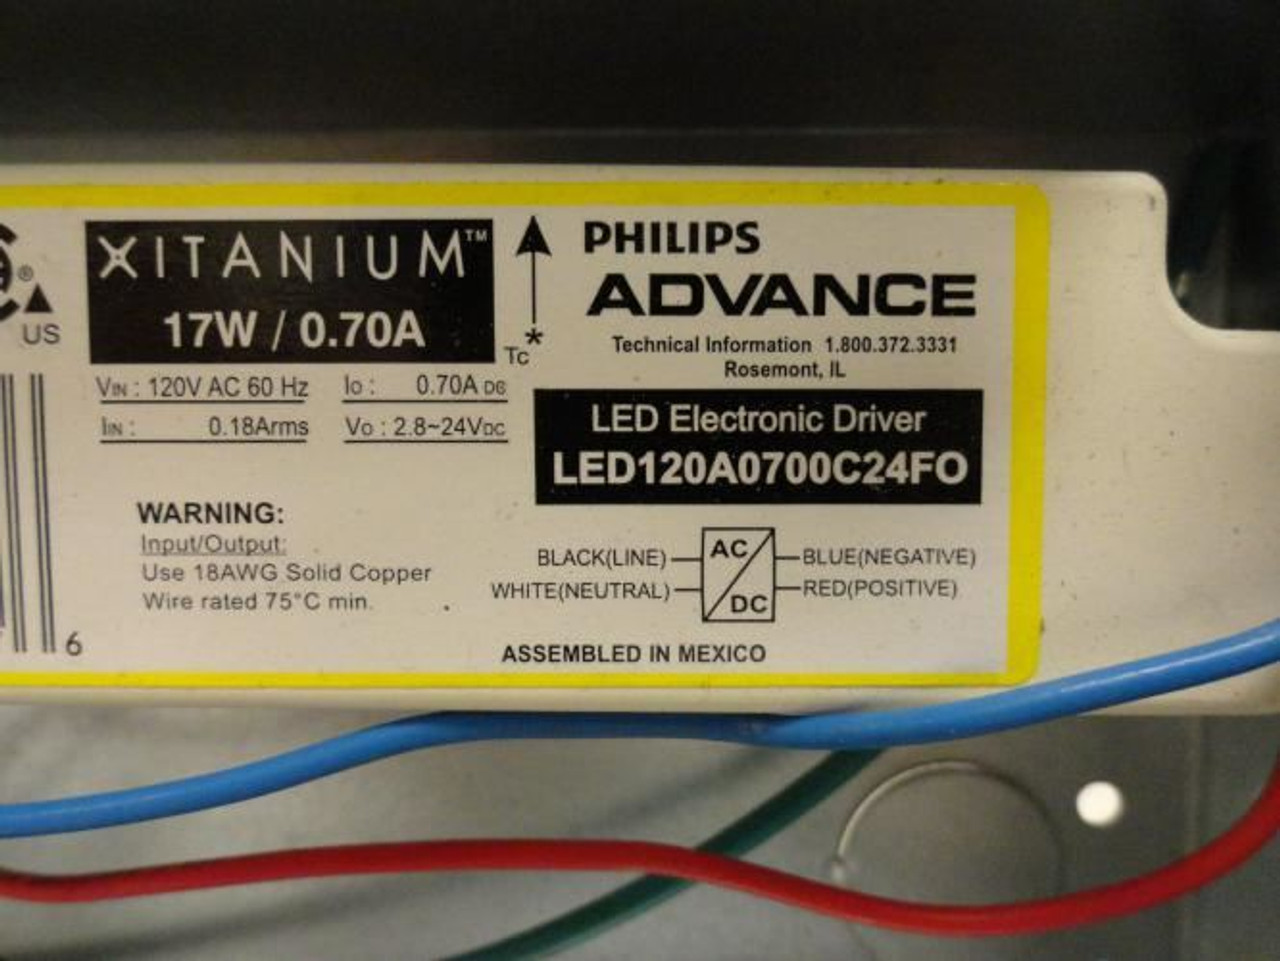 XITANIUM™
17W / 0.70A
® US
VIN : 120V AC 60 Hz
IO : 0.70A DC
IIN : 0.18Arms
VO : 2.8~24VDC
Tc *
PHILIPS
ADVANCE
Technical Information 1.800.372.3331
Rosemont, IL
LED Electronic Driver
LED120A0700C24FO
WARNING:
Input/Output:
Use 18AWG Solid Copper
Wire rated 75°C min.
BLACK(LINE)
WHITE(NEUTRAL)
AC
DC
BLUE(NEGATIVE)
RED(POSITIVE)
ASSEMBLED IN MEXICO
6